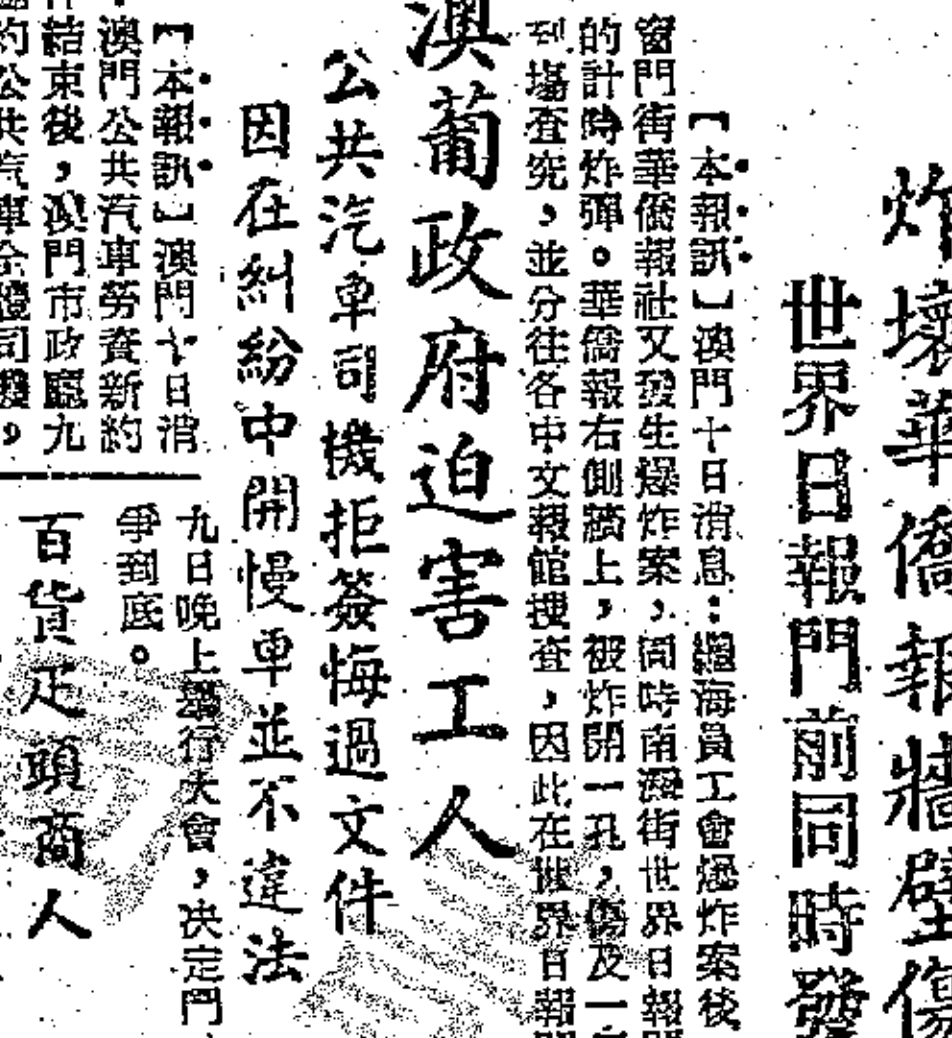 炸壞華僑報牆壁傷
世界日報門前同時發
【本報訊】澳門十日消息：繼海員工會爆炸案後
窗門街華僑報社又發生爆炸案，同時南灣街世界日報
的計時炸彈。華僑報右側牆上，被炸開一孔，傷及一
到塲查究，並分往各中文報館搜查，因此在世界日報
澳葡政府迫害工人
公共汽車司機拒簽悔過文件
因在糾紛中開慢車並不違法
【本報訊】澳門十日消
澳門公共汽車勞資新約
結束後，澳門市政廳九
約公共汽車全體司機，
九日晚上舉行大會，决定鬥
爭到底。
百貨疋頭商人